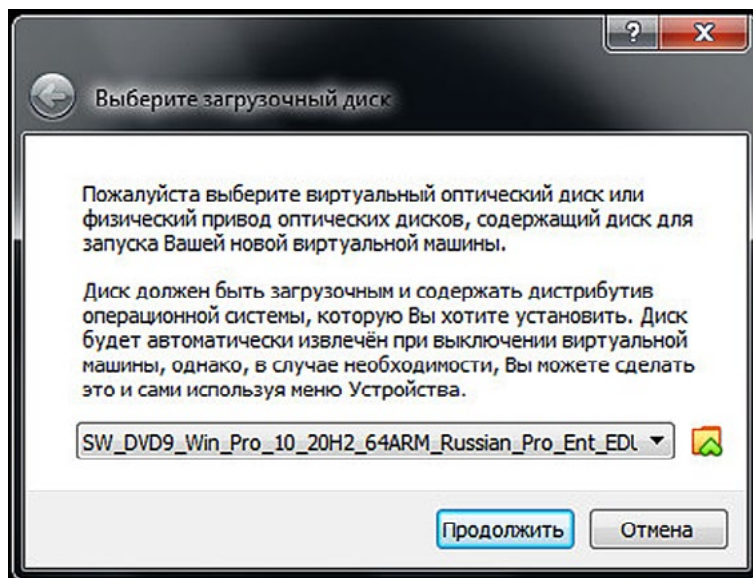 ?
X
Выберите загрузочный диск
Пожалуйста выберите виртуальный оптический диск или
физический привод оптических дисков, содержащий диск для
запуска Вашей новой виртуальной машины.
Диск должен быть загрузочным и содержать дистрибутив
операционной системы, которую Вы хотите установить. Диск
будет автоматически извлечён при выключении виртуальной
машины, однако, в случае необходимости, Вы можете сделать
это и сами используя меню Устройства.
SW_DVD9_Win_Pro_10_20H2_64ARM_Russian_Pro_Ent_EDU
Продолжить Отмена